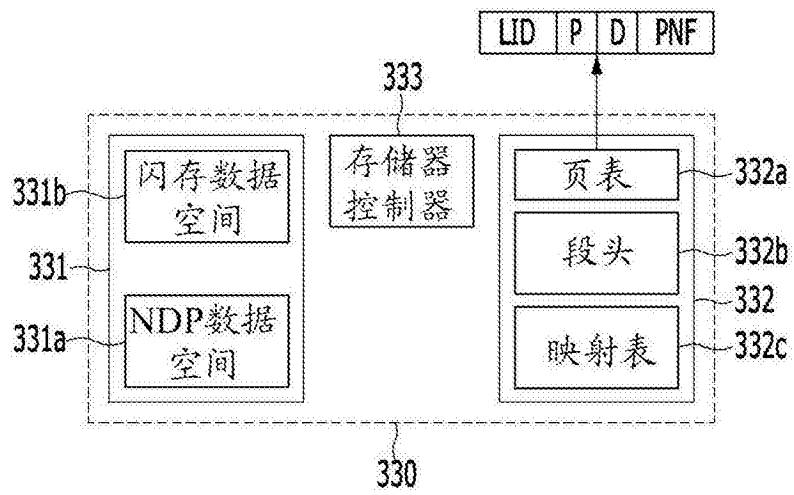 LID P D PNF
333
闪存数据
空间
331b
存储器
控制器
页表
332a
331
段头
332b
332
NDP数据
空间
331a
映射表
332c
330